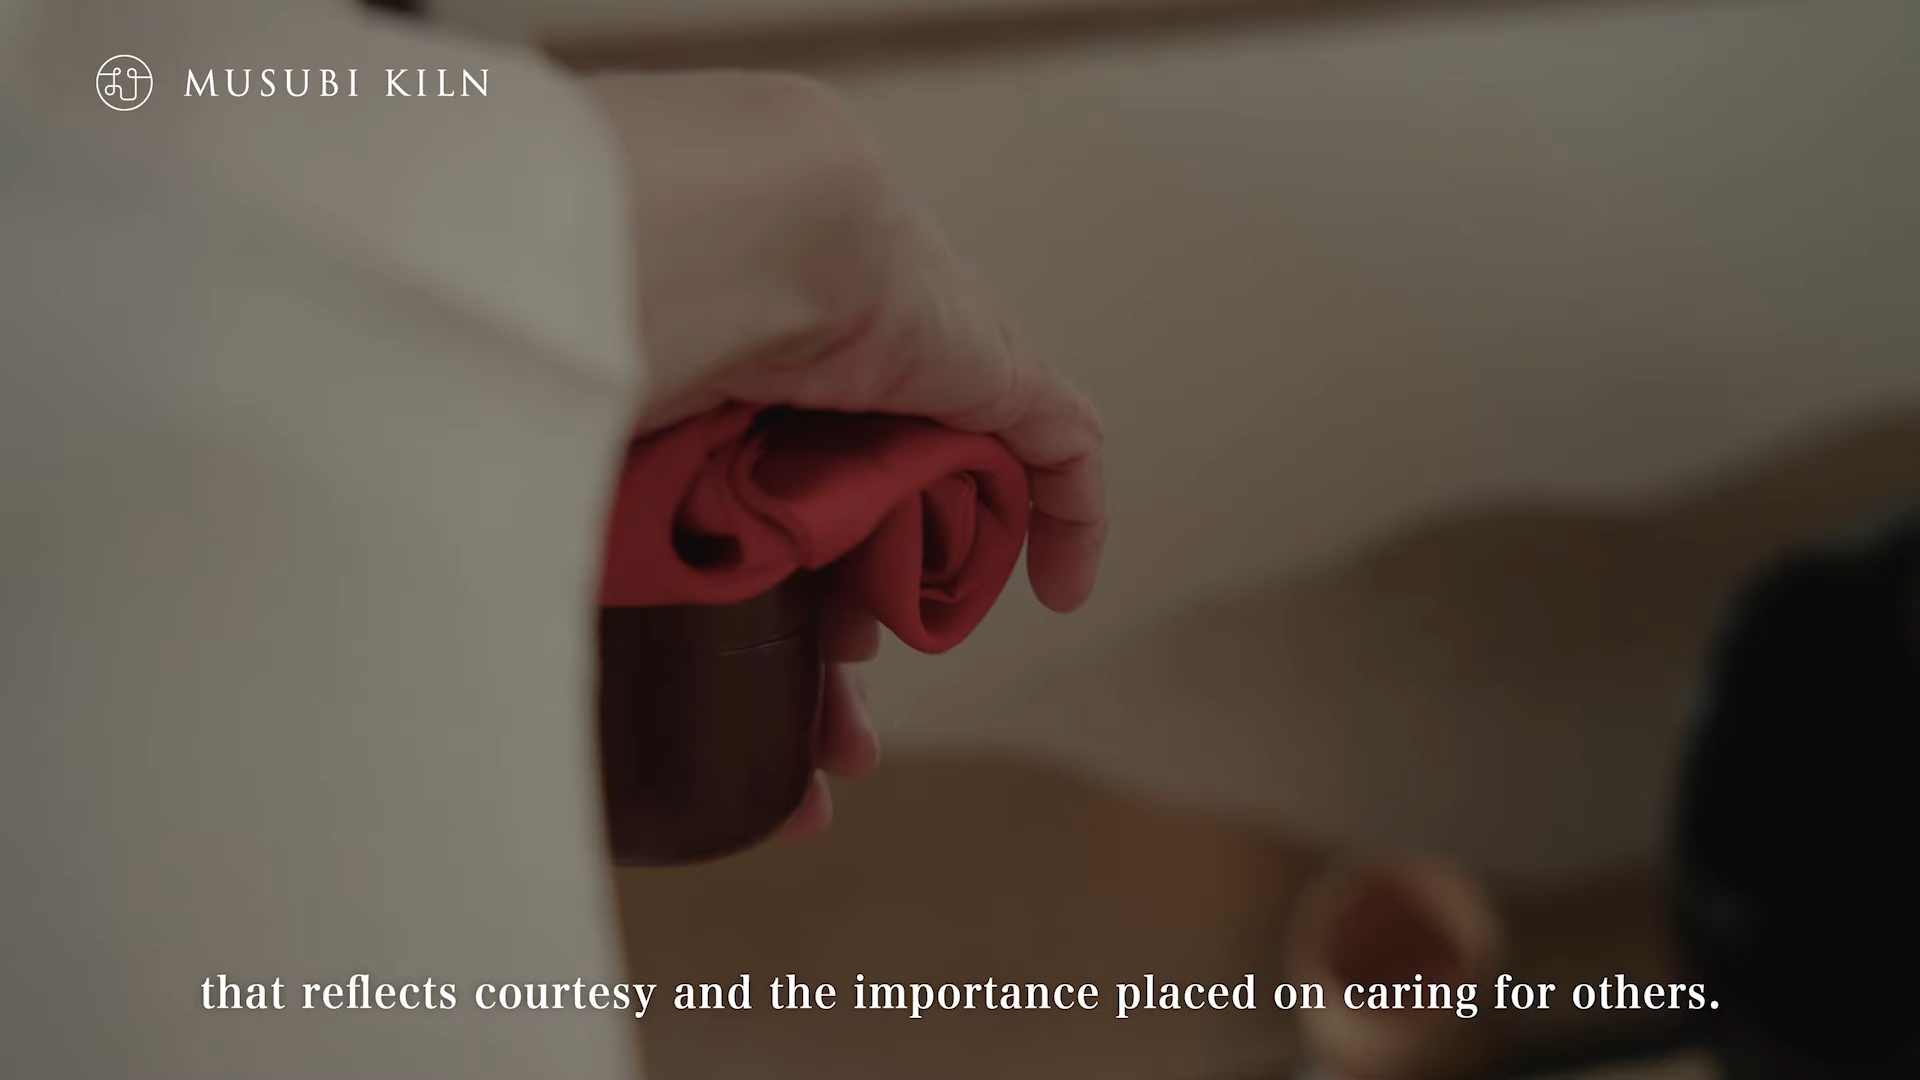 MUSUBI KILN
that reflects courtesy and the importance placed on caring for others.